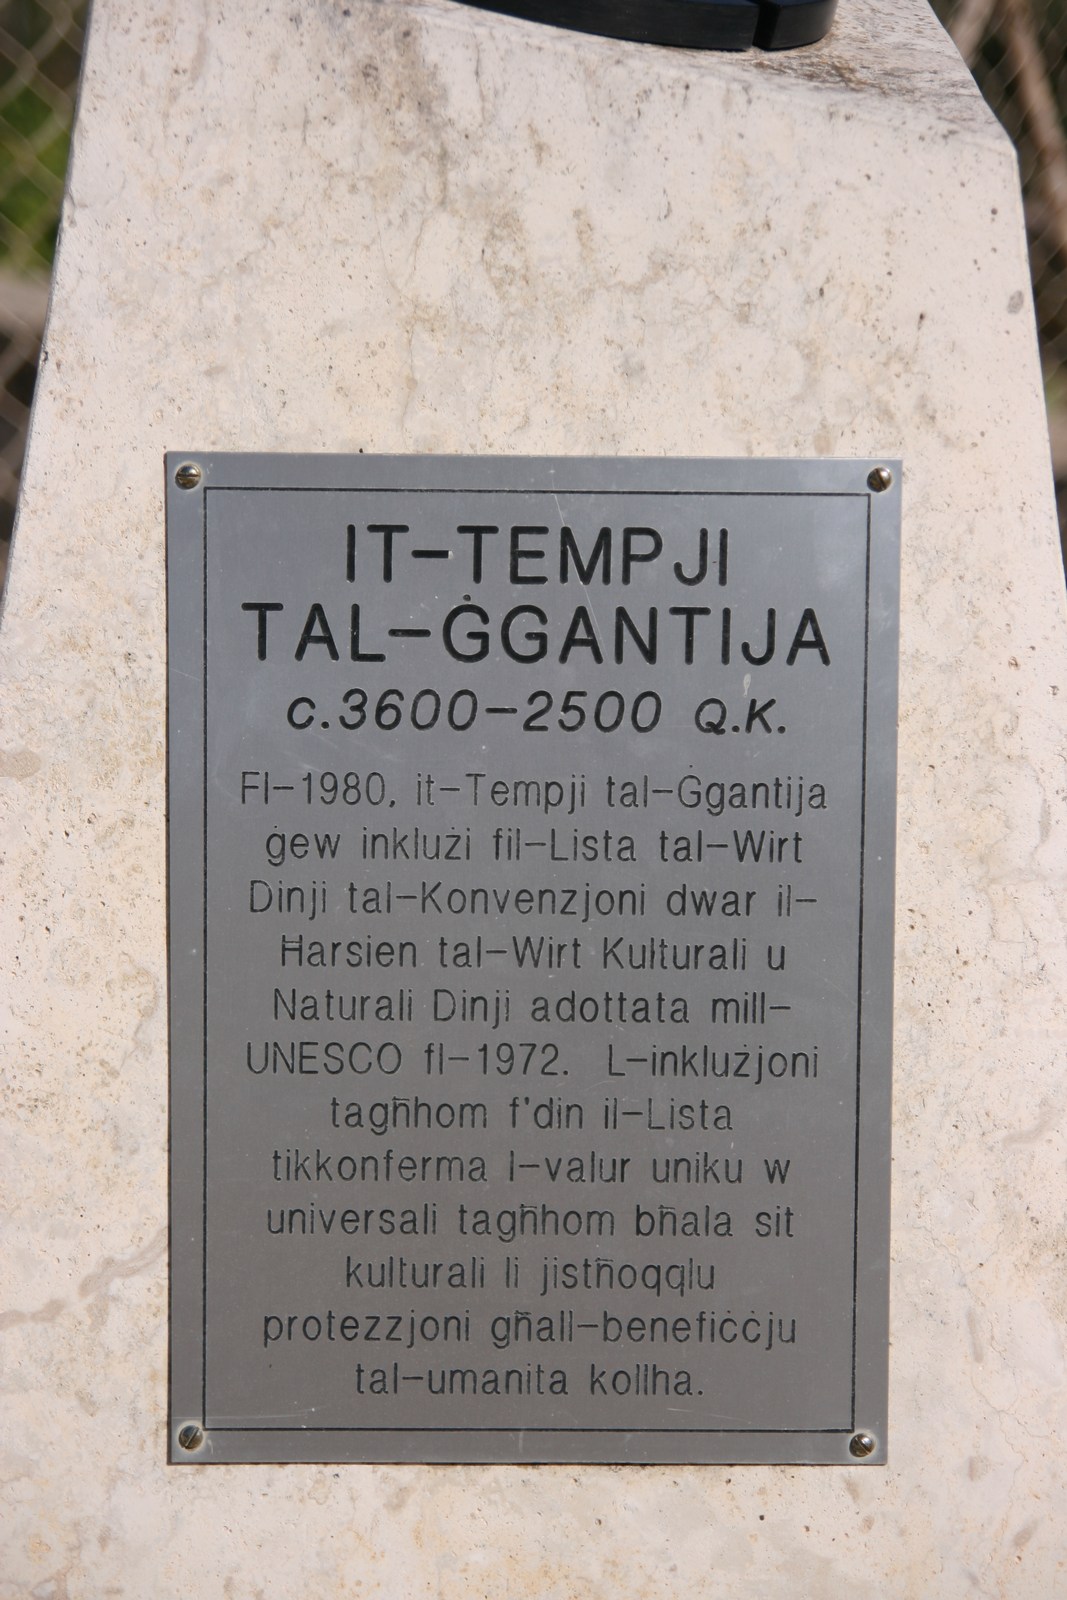 IT-TEMPJI
TAL-ĠGANTIJA
c.3600-2500 Q.K.
Fl-1980, it-Tempji tal-Ġgantija
ġew inklużi fil-Lista tal-Wirt
Dinji tal-Konvenzjoni dwar il-
Ħarsien tal-Wirt Kulturali u
Naturali Dinji adottata mill-
UNESCO fl-1972. L-inklużjoni
tagħhom f'din il-Lista
tikkonferma l-valur uniku w
universali tagħhom bħala sit
kulturali li jistħoqqlu
protezzjoni għall-benefiċċju
tal-umanita kollha.